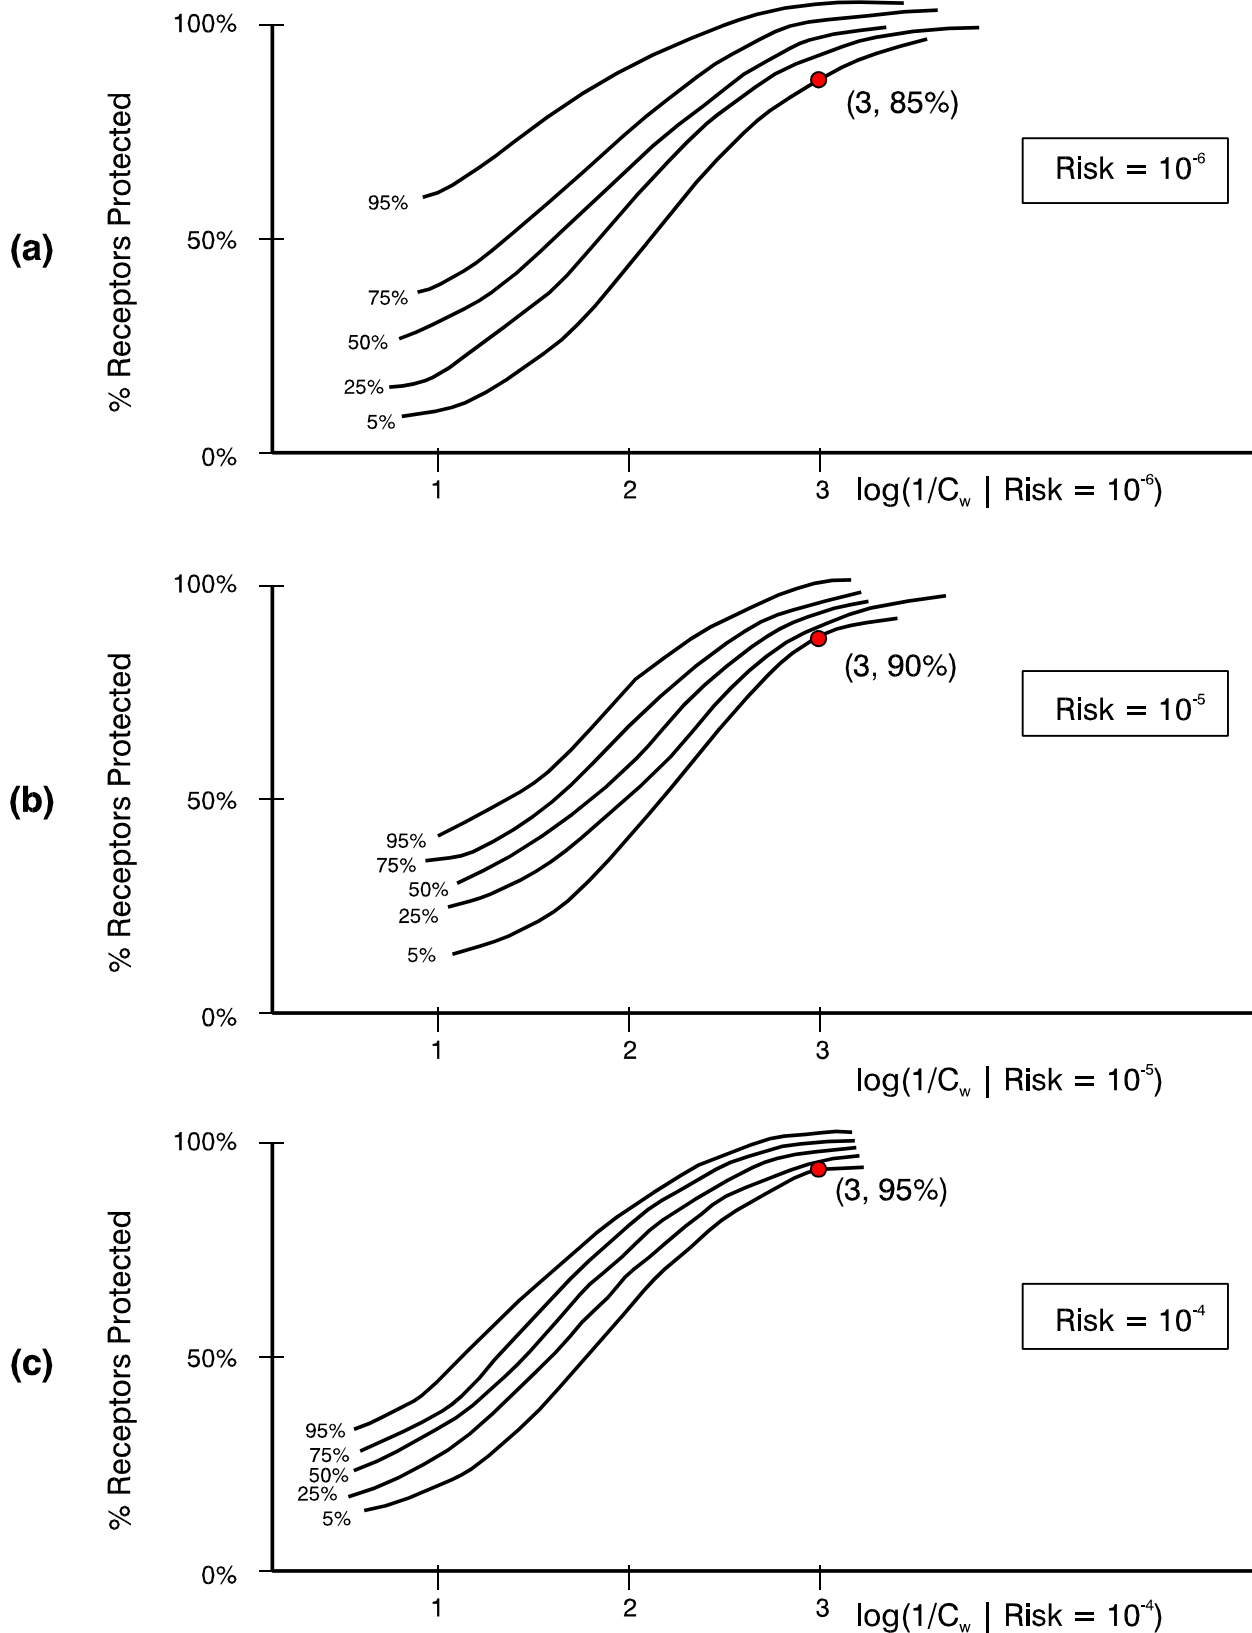 100%
(3, 85%)
Risk = 10⁻⁶
% Receptors Protected
95%
(a)
50%
75%
50%
25%
5%
0%
1 2 3 log(1/C_w | Risk = 10⁻⁶)
100%
(3, 90%)
Risk = 10⁻⁵
% Receptors Protected
(b)
50%
95%
75%
50%
25%
5%
0%
1 2 3
log(1/C_w | Risk = 10⁻⁵)
100%
(3, 95%)
% Receptors Protected
Risk = 10⁻⁴
(c)
50%
95%
75%
50%
25%
5%
0%
1 2 3 log(1/C_w | Risk = 10⁻⁴)